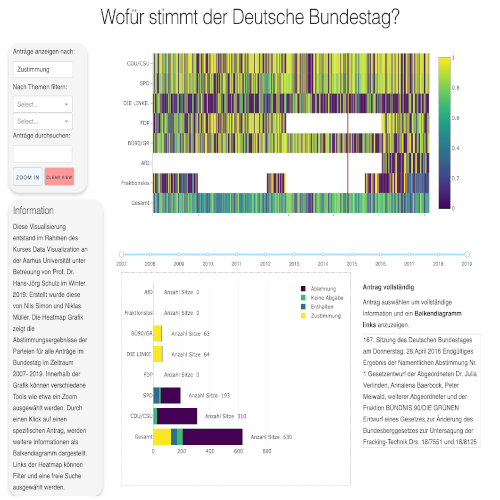 Wofür stimmt der Deutsche Bundestag?
Anträge anzeigen nach:
Zustimmung
Nach Themen filtern:
Select...
Select...
Anträge durchsuchen:
ZOOM IN
CLEAR VIEW
CDU/CSU
SPD
DIE LINKE.
FDP
BÜ90/GR
AfD
Fraktionslos
Gesamt
1
0.8
0.6
0.4
0.2
0
Information
Diese Visualisierung
entstand im Rahmen des
Kurses Data Visualization an
der Aarhus Universität unter
Betreuung von Prof. Dr.
Hans-Jörg Schulz im Winter
2019. Erstellt wurde diese
von Nils Simon und Niklas
Müller. Die Heatmap Grafik
zeigt die
Abstimmungsergebnisse der
Parteien für alle Anträge im
Bundestag im Zeitraum
2007- 2019. Innerhalb der
Grafik können verschiedene
Tools wie etwa ein Zoom
ausgewählt werden. Durch
einen Klick auf einen
spezifischen Antrag, werden
weitere Informationen als
Balkendiagramm dargestellt.
Links der Heatmap können
Filter und eine freie Suche
ausgewählt werden.
2007 2008 2009 2010 2011 2012 2013 2014 2015 2016 2017 2018 2019
AfD Anzahl Sitze 0
Fraktionslos Anzahl Sitze 0
BÜ90/GR Anzahl Sitze 63
DIE LINKE. Anzahl Sitze 64
FDP Anzahl Sitze 0
SPD Anzahl Sitze 193
CDU/CSU Anzahl Sitze 310
Gesamt Anzahl Sitze 630
0 200 400 600 800
Ablehnung
Keine Abgabe
Enthalten
Zustimmung
Antrag vollständig
Antrag auswählen um vollständige
Information und ein Balkendiagramm
links anzuzeigen.
167. Sitzung des Deutschen Bundestages
am Donnerstag, 28. April 2016 Endgültiges
Ergebnis der Namentlichen Abstimmung Nr.
1 Gesetzentwurf der Abgeordneten Dr. Julia
Verlinden, Annalena Baerbock, Peter
Meiwald, weiterer Abgeordneter und der
Fraktion BÜNDNIS 90/DIE GRÜNEN
Entwurf eines Gesetzes zur Änderung des
Bundesberggesetzes zur Untersagung der
Fracking-Technik Drs. 18/7551 und 18/8125